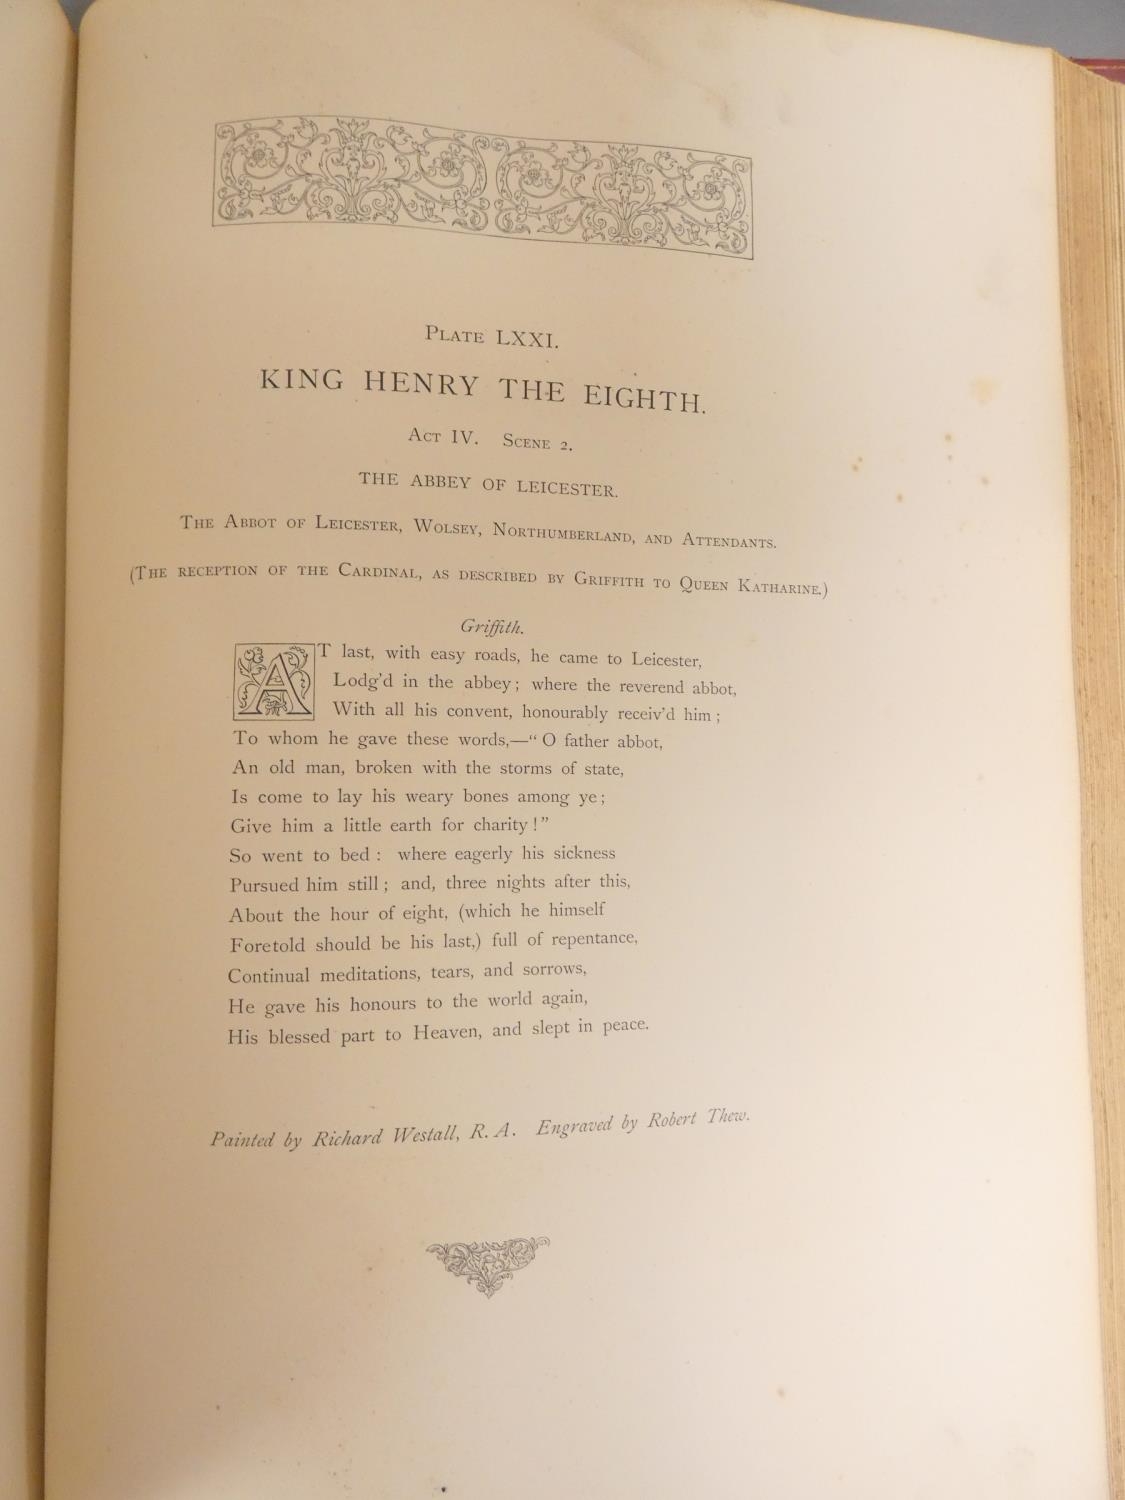 Plate LXXI.
KING HENRY THE EIGHTH.
Act IV. Scene 2.
THE ABBEY OF LEICESTER.
The Abbot of Leicester, Wolsey, Northumberland, and Attendants.
(The reception of the Cardinal, as described by Griffith to Queen Katharine.)
Griffith.
AT last, with easy roads, he came to Leicester,
Lodg'd in the abbey; where the reverend abbot,
With all his convent, honourably receiv'd him;
To whom he gave these words,—“ O father abbot,
An old man, broken with the storms of state,
Is come to lay his weary bones among ye;
Give him a little earth for charity!”
So went to bed: where eagerly his sickness
Pursued him still; and, three nights after this,
About the hour of eight, (which he himself
Foretold should be his last,) full of repentance,
Continual meditations, tears, and sorrows,
He gave his honours to the world again,
His blessed part to Heaven, and slept in peace.
Painted by Richard Westall, R.A. Engraved by Robert Thew.